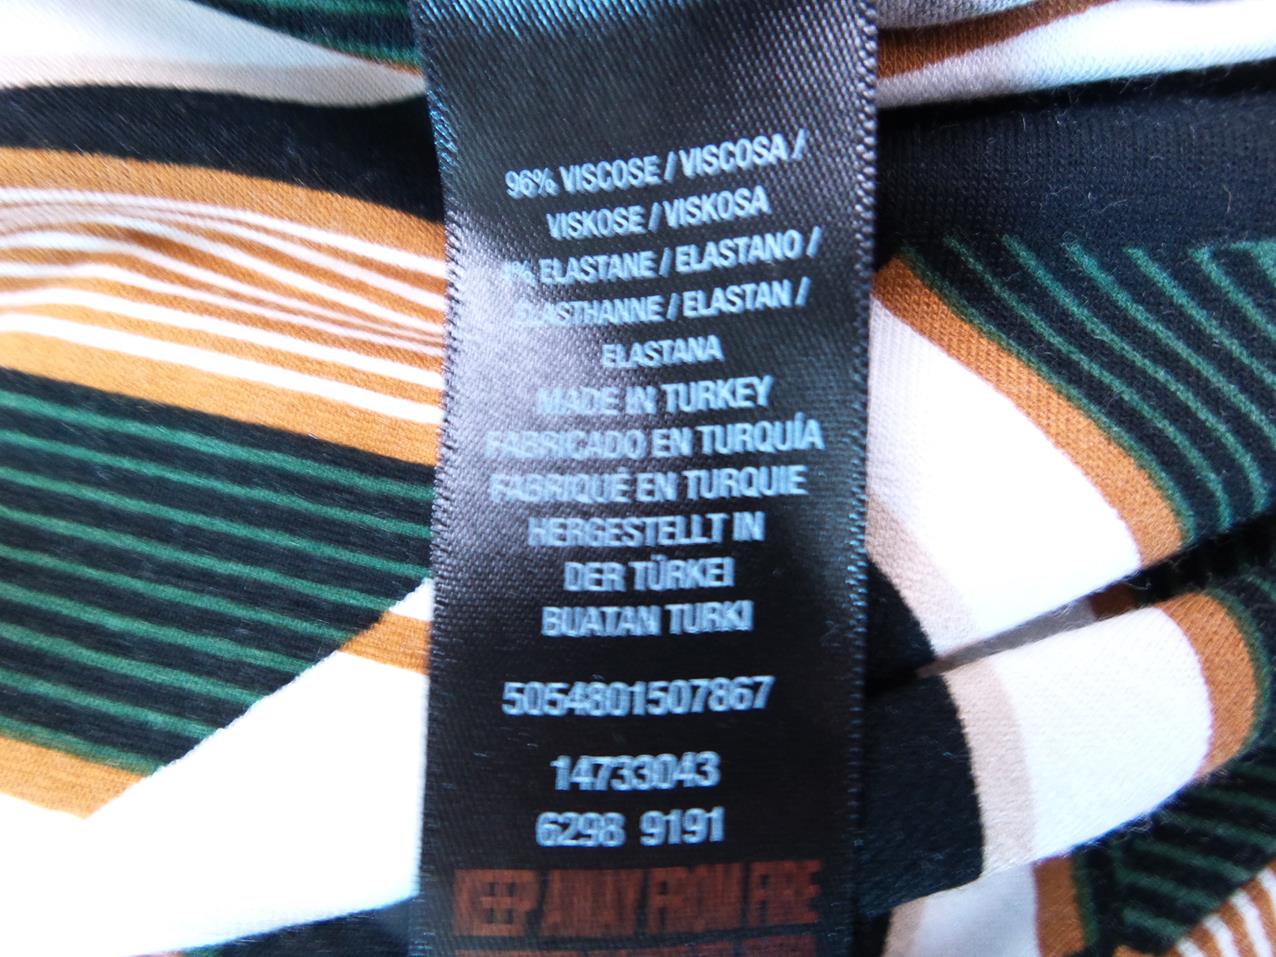 96% VISCOSE / VISCOSA /
VISKOSE / VISKOSA
4% ELASTANE / ELASTANO /
ELASTHANNE / ELASTAN /
ELASTANA
MADE IN TURKEY
FABRICADO EN TURQUÍA
FABRIQUÉ EN TURQUIE
HERGESTELLT IN
DER TÜRKEI
BUATAN TURKI
5054801507867
14733043
6298 9191
KEEP AWAY FROM FIRE